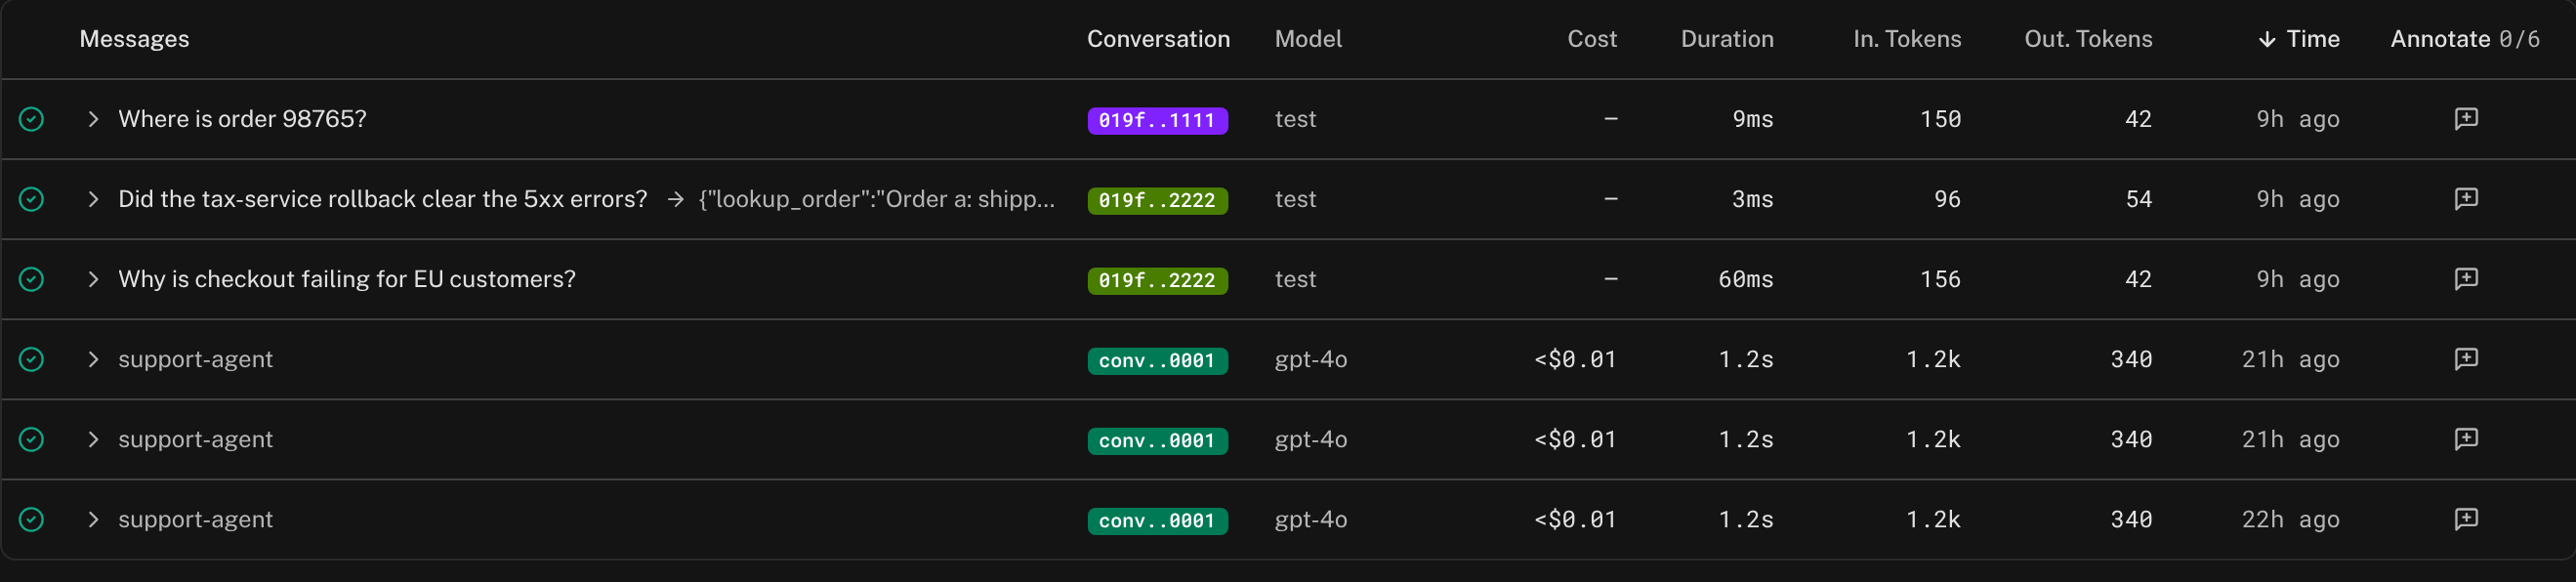 Messages Conversation Model Cost Duration In. Tokens Out. Tokens ↓ Time Annotate 0/6
Where is order 98765? 019f..1111 test – 9ms 150 42 9h ago
Did the tax-service rollback clear the 5xx errors? → {"lookup_order":"Order a: shipp... 019f..2222 test – 3ms 96 54 9h ago
Why is checkout failing for EU customers? 019f..2222 test – 60ms 156 42 9h ago
support-agent conv..0001 gpt-4o <$0.01 1.2s 1.2k 340 21h ago
support-agent conv..0001 gpt-4o <$0.01 1.2s 1.2k 340 21h ago
support-agent conv..0001 gpt-4o <$0.01 1.2s 1.2k 340 22h ago